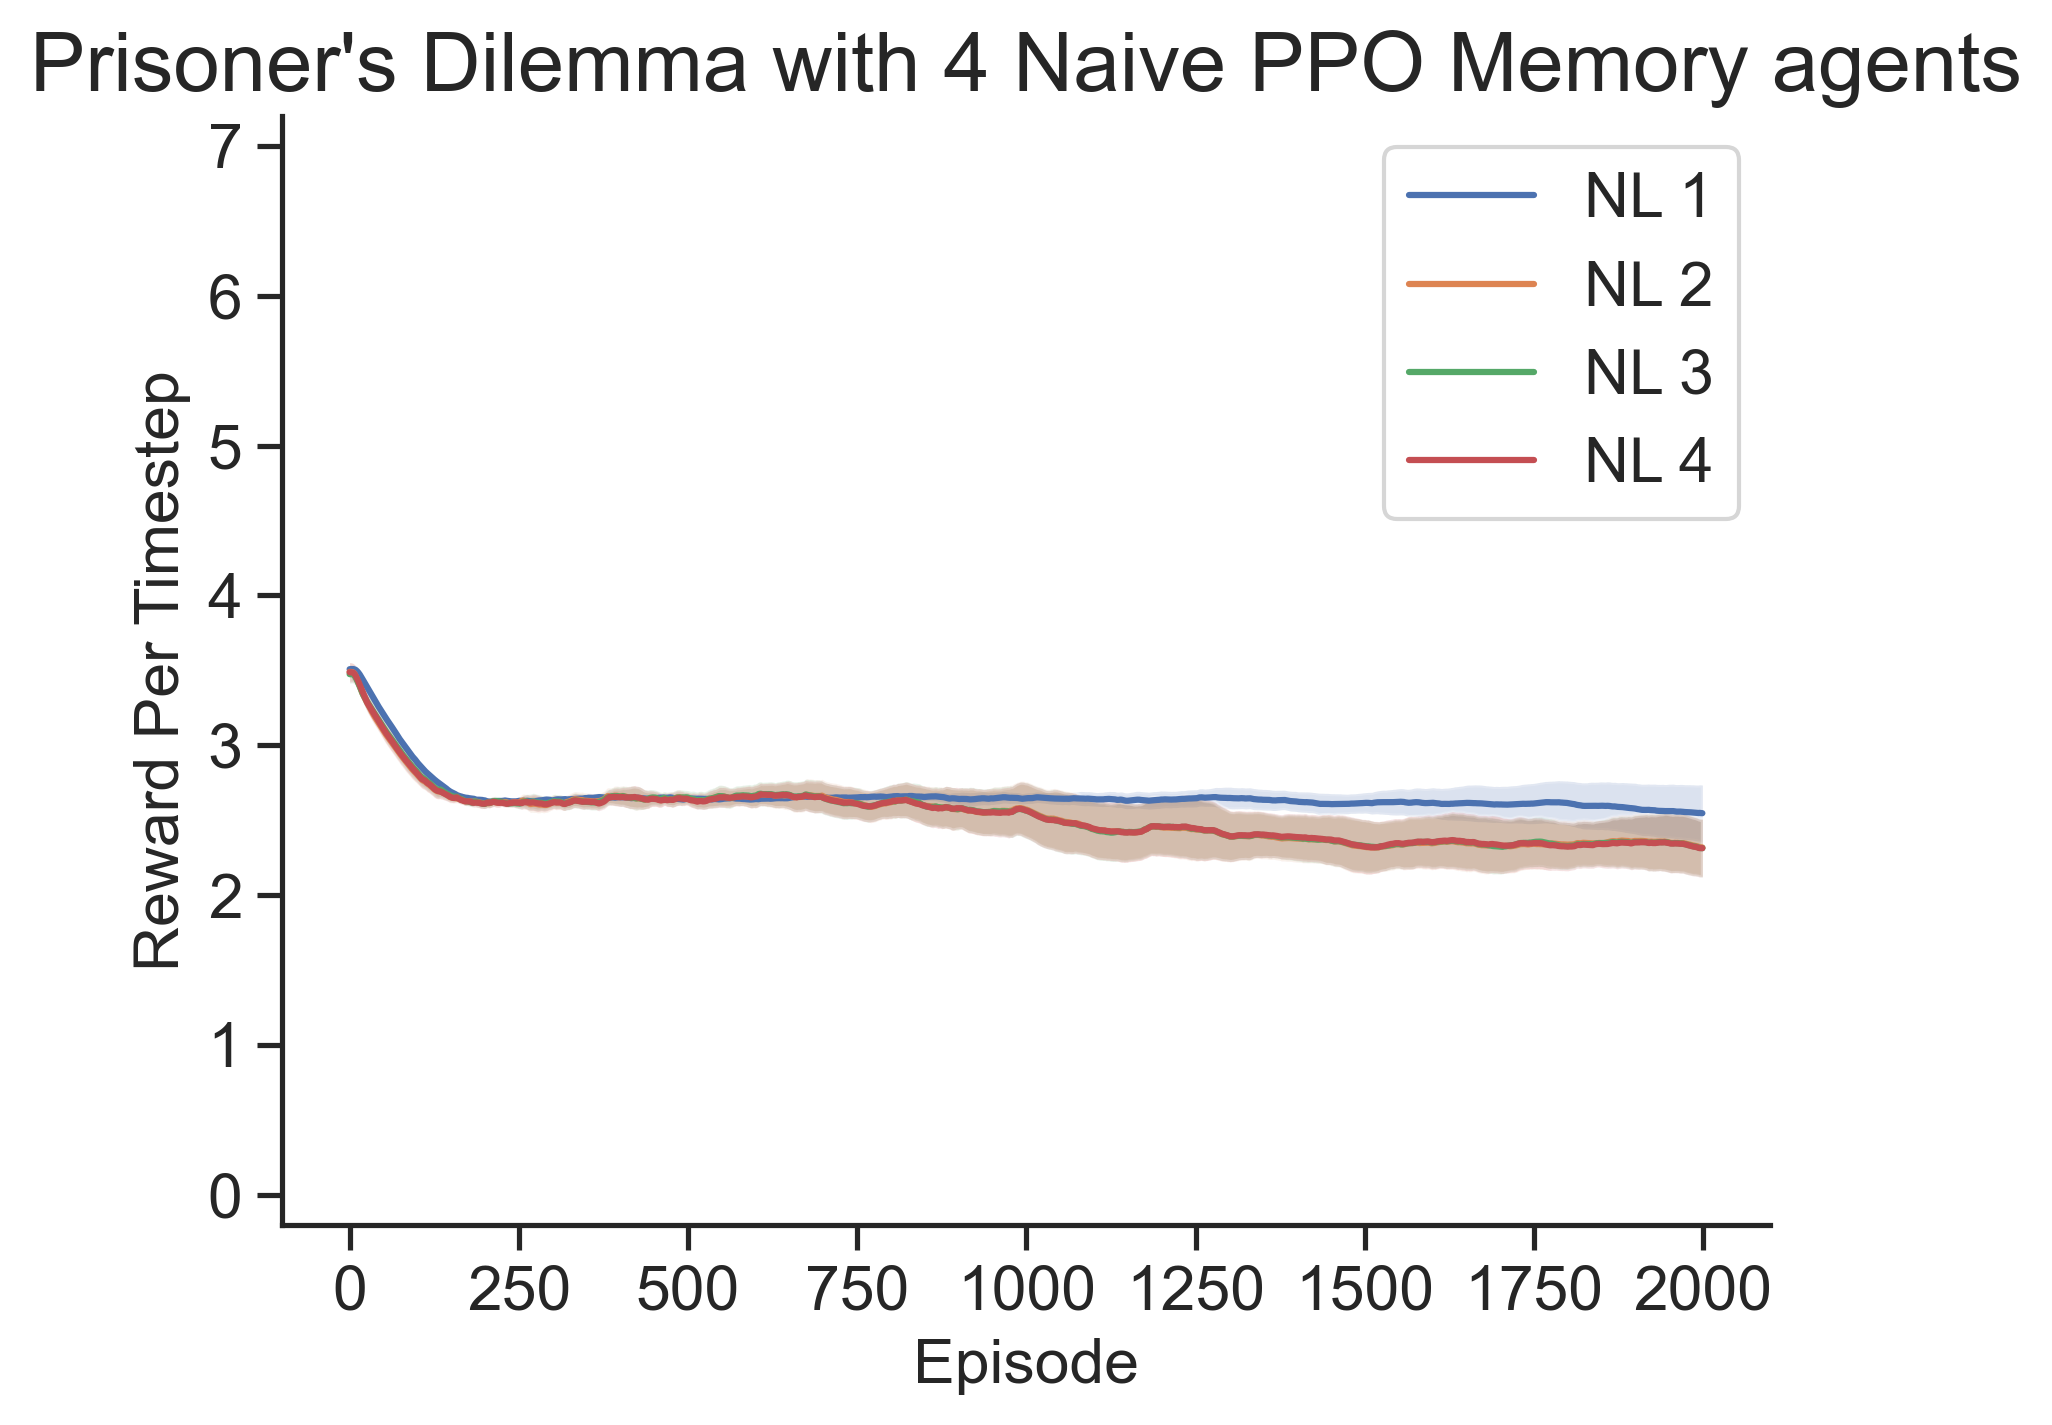 Prisoner's Dilemma with 4 Naive PPO Memory agents
7
6
5
4
3
2
1
0
Reward Per Timestep
NL 1
NL 2
NL 3
NL 4
0 250 500 750 1000 1250 1500 1750 2000
Episode